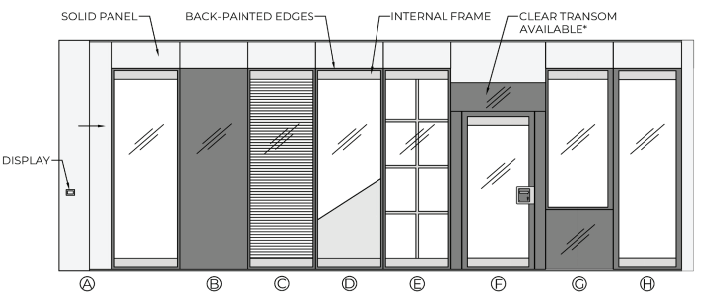 SOLID PANEL
BACK-PAINTED EDGES
INTERNAL FRAME
CLEAR TRANSOM
AVAILABLE*
DISPLAY
A
B
C
D
E
F
G
H